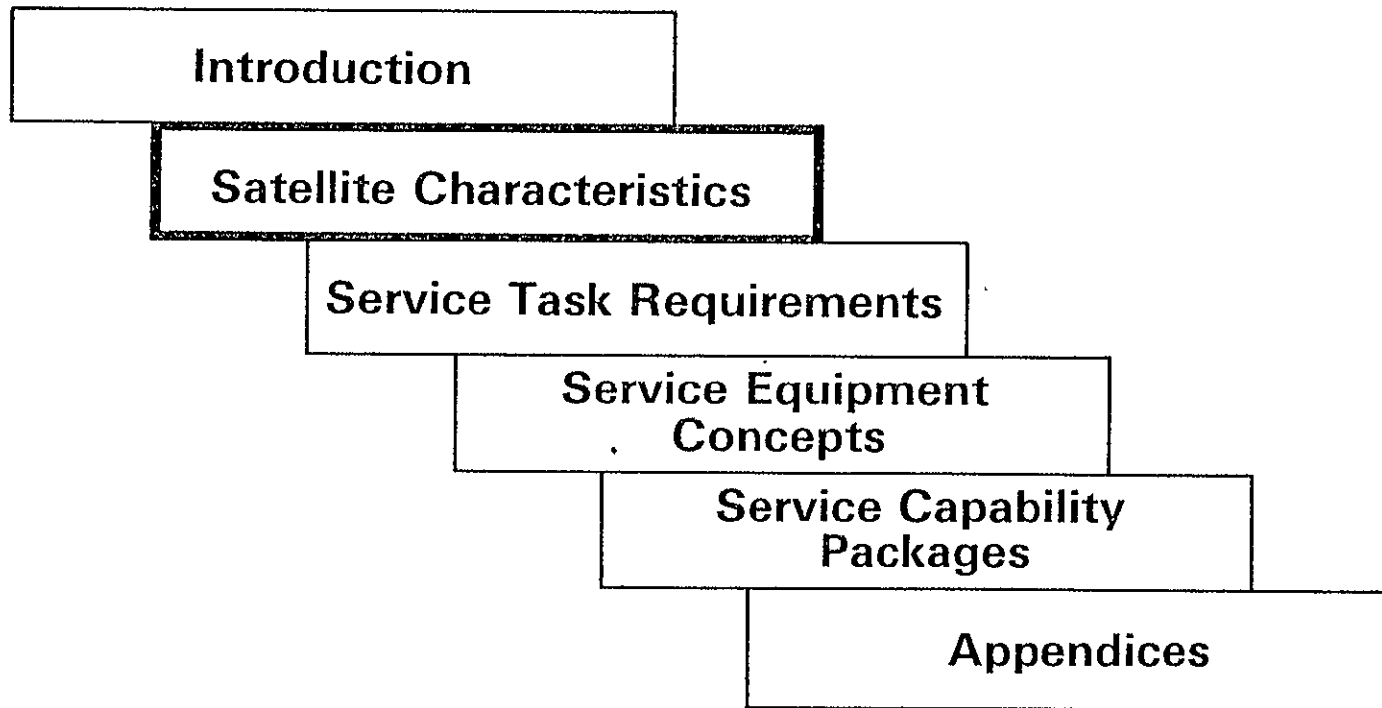 Introduction
Satellite Characteristics
Service Task Requirements
Service Equipment
Concepts
Service Capability
Packages
Appendices